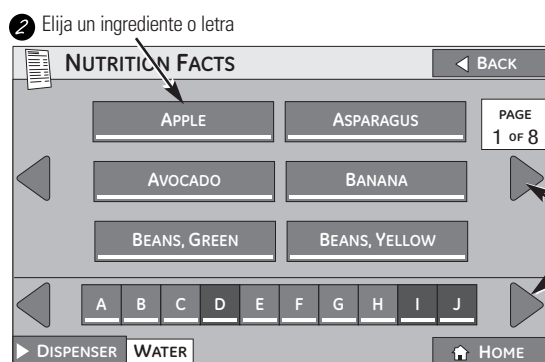 2 Elija un ingrediente o letra
NUTRITION FACTS
BACK
APPLE ASPARAGUS
PAGE
1 OF 8
AVOCADO BANANA
BEANS, GREEN BEANS, YELLOW
A B C D E F G H I J
DISPENSER WATER HOME